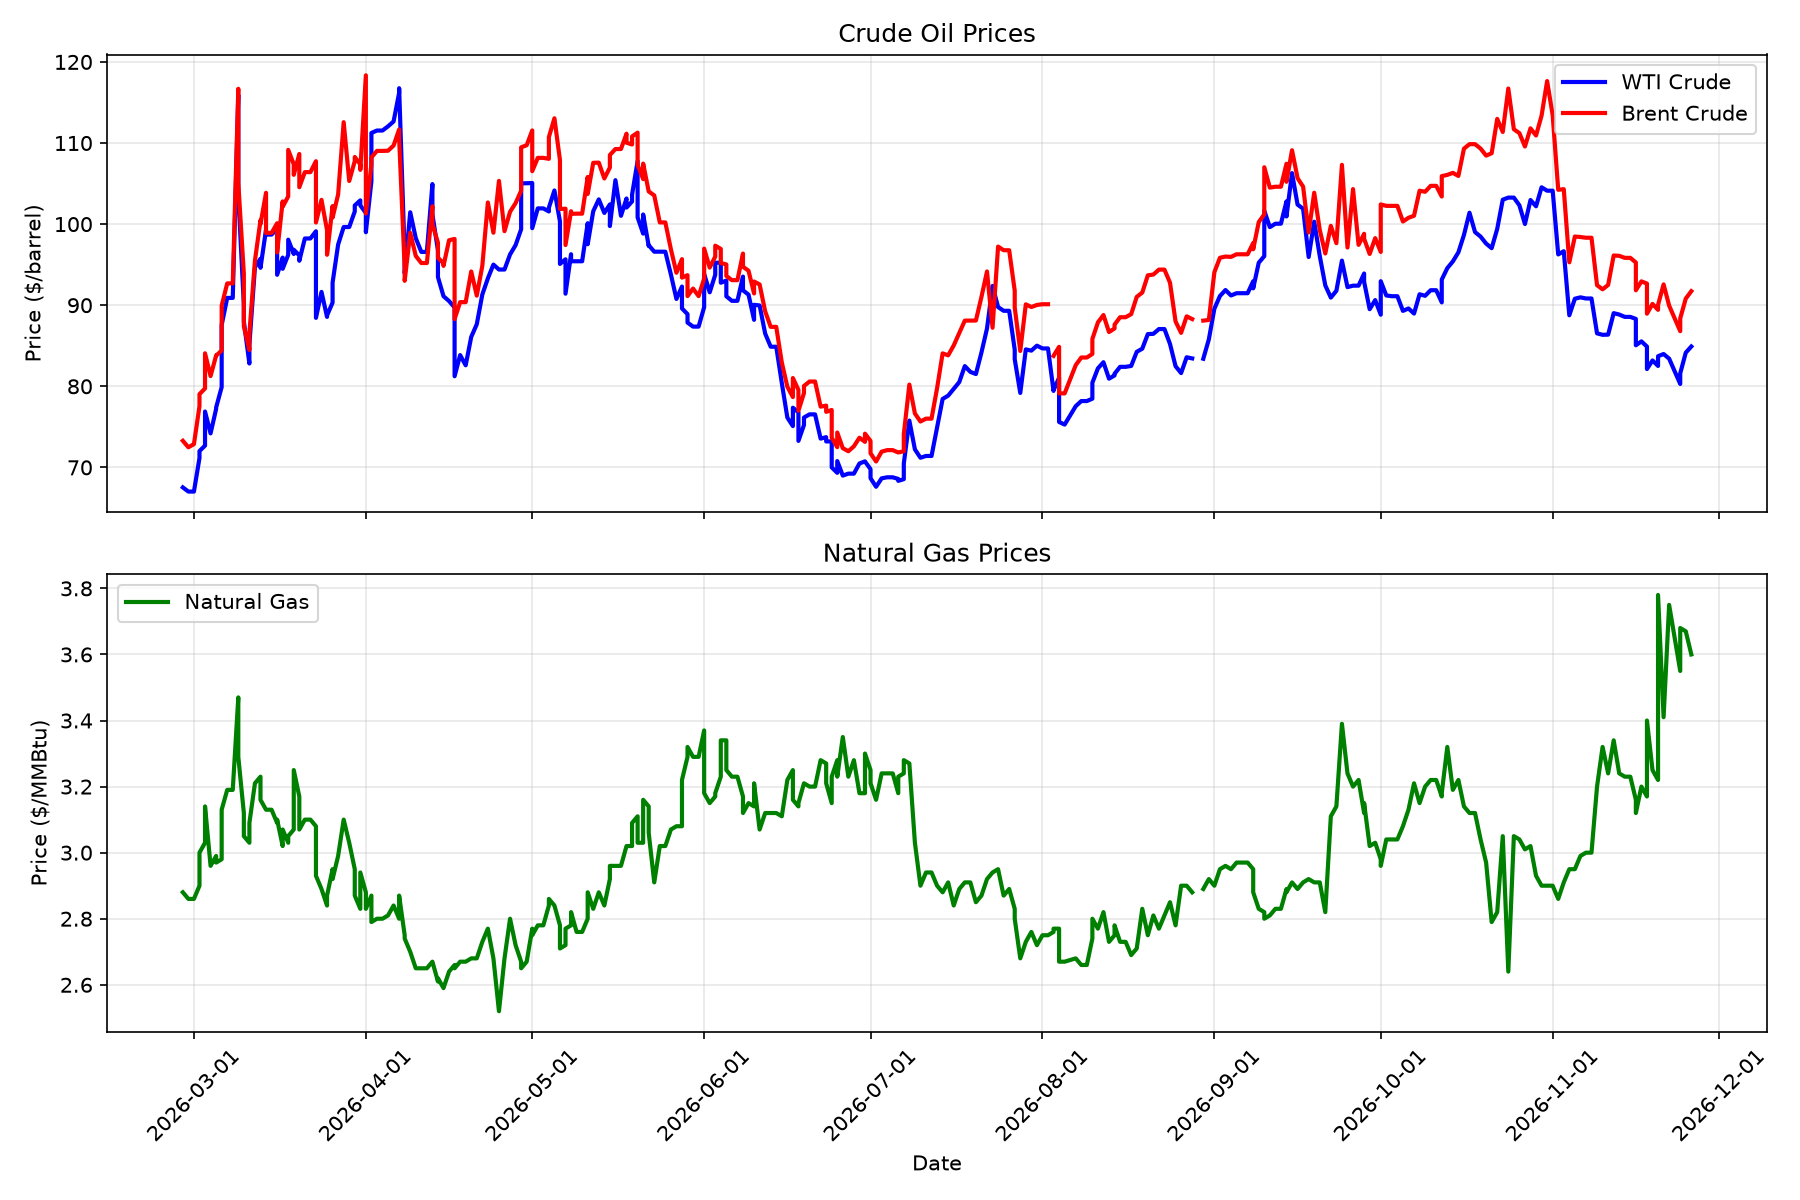 Crude Oil Prices
Price ($/barrel)
120
110
100
90
80
70
WTI Crude
Brent Crude
Natural Gas Prices
Price ($/MMBtu)
3.8
3.6
3.4
3.2
3.0
2.8
2.6
Natural Gas
2026-03-01
2026-04-01
2026-05-01
2026-06-01
2026-07-01
2026-08-01
2026-09-01
2026-10-01
2026-11-01
2026-12-01
Date